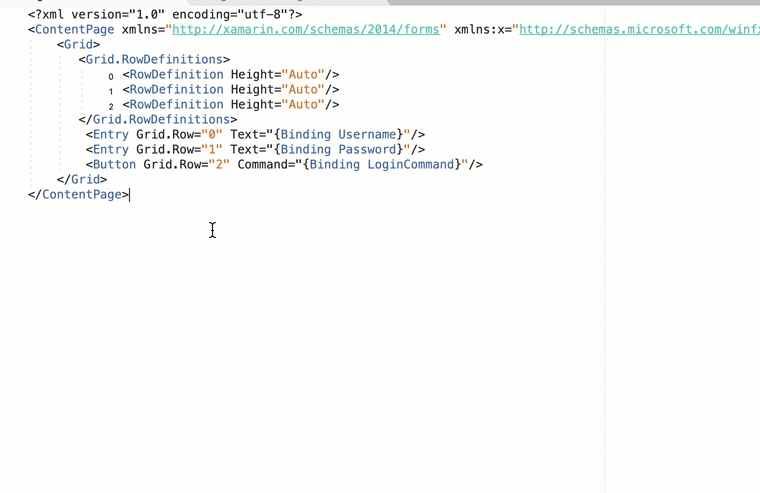 <?xml version="1.0" encoding="utf-8"?>
<ContentPage xmlns="http://xamarin.com/schemas/2014/forms" xmlns:x="http://schemas.microsoft.com/winfx
<Grid>
<Grid.RowDefinitions>
0 <RowDefinition Height="Auto"/>
1 <RowDefinition Height="Auto"/>
2 <RowDefinition Height="Auto"/>
</Grid.RowDefinitions>
<Entry Grid.Row="0" Text="{Binding Username}"/>
<Entry Grid.Row="1" Text="{Binding Password}"/>
<Button Grid.Row="2" Command="{Binding LoginCommand}"/>
</Grid>
</ContentPage>